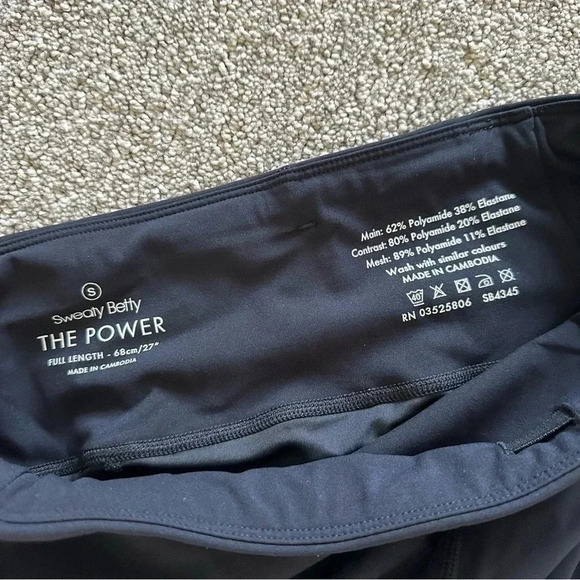 S
Sweaty Betty
THE POWER
FULL LENGTH - 68cm/27"
MADE IN CAMBODIA
Main: 62% Polyamide 38% Elastane
Contrast: 80% Polyamide 20% Elastane
Mesh: 89% Polyamide 11% Elastane
Wash with similar colours
MADE IN CAMBODIA
40
RN 03525806 SB4345